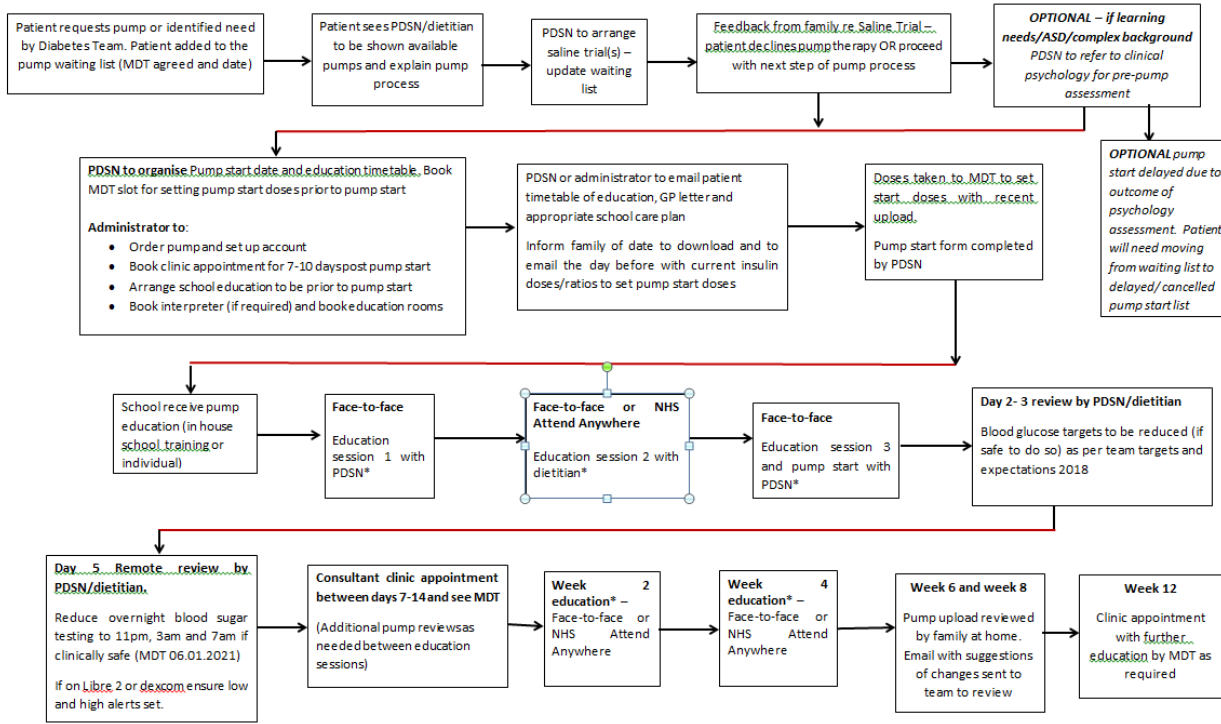 Patient requests pump or identified need
by Diabetes Team. Patient added to the
pump waiting list (MDT agreed and date)
Patient sees PDSN/dietitian
to be shown available
pumps and explain pump
process
PDSN to arrange
saline trial(s) –
update waiting
list
Feedback from family re Saline Trial –
patient declines pump therapy OR proceed
with next step of pump process
OPTIONAL – if learning
needs/ASD/complex background
PDSN to refer to clinical
psychology for pre-pump
assessment
OPTIONAL pump
start delayed due to
outcome of
psychology
assessment. Patient
will need moving
from waiting list to
delayed/ cancelled
pump start list
PDSN to organise Pump start date and education timetable. Book
MDT slot for setting pump start doses prior to pump start
Administrator to:
• Order pump and set up account
• Book clinic appointment for 7-10 days post pump start
• Arrange school education to be prior to pump start
• Book interpreter (if required) and book education rooms
PDSN or administrator to email patient
timetable of education, GP letter and
appropriate school care plan
Inform family of date to download and to
email the day before with current insulin
doses/ratios to set pump start doses
Doses taken to MDT to set
start doses with recent
upload.
Pump start form completed
by PDSN
School receive pump
education (in house
school training or
individual)
Face-to-face
Education
session 1 with
PDSN*
Face-to-face or NHS
Attend Anywhere
Education session 2 with
dietitian*
Face-to-face
Education session 3
and pump start with
PDSN*
Day 2- 3 review by PDSN/dietitian
Blood glucose targets to be reduced (if
safe to do so) as per team targets and
expectations 2018
Day 5 Remote review by
PDSN/dietitian.
Reduce overnight blood sugar
testing to 11pm, 3am and 7am if
clinically safe (MDT 06.01.2021)
If on Libre 2 or dexcom ensure low
and high alerts set.
Consultant clinic appointment
between days 7-14 and see MDT
(Additional pump reviews as
needed between education
sessions)
Week 2
education* –
Face-to-face or
NHS Attend
Anywhere
Week 4
education* –
Face-to-face or
NHS Attend
Anywhere
Week 6 and week 8
Pump upload reviewed
by family at home.
Email with suggestions
of changes sent to
team to review
Week 12
Clinic appointment
with further
education by MDT as
required